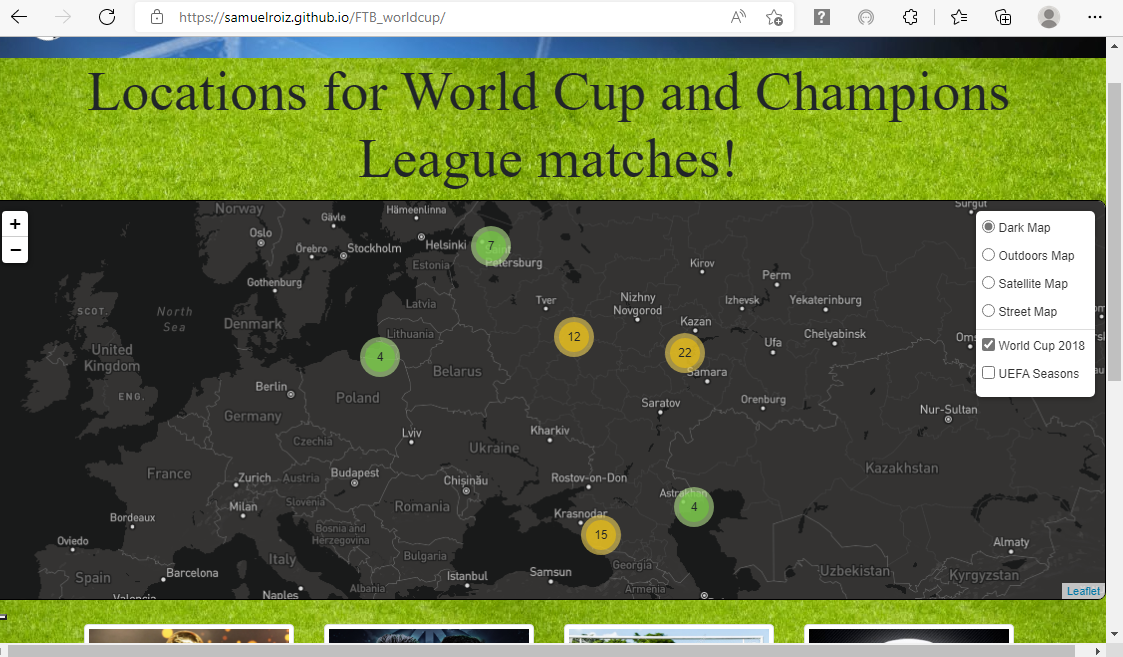 https://samuelroiz.github.io/FTB_worldcup/
Locations for World Cup and Champions
League matches!
+
−
Norway
Gävle
Hämeenlinna
Surgut
Oslo
Örebro
Stockholm
Helsinki
7
Petersburg
Estonia
Gothenburg
Kirov
Perm
Tver
Nizhny
Novgorod
Izhevsk
Yekaterinburg
SCOT.
North
Sea
Latvia
Denmark
Lithuania
12
Kazan
Chelyabinsk
Ufa
United
Kingdom
4
22
Samara
Belarus
Berlin
ENG.
Poland
Saratov
Orenburg
Nur-Sultan
Germany
Lviv
Kharkiv
Czechia
Ukraine
Kazakhstan
France
Zurich
Austria
Budapest
Chișinău
Rostov-on-Don
Slovenia
Astrakhan
4
Milan
Romania
Krasnodar
Bordeaux
Bosnia and
Herzegovina
15
Oviedo
Italy
Bulgaria
Georgia
Almaty
Spain
Barcelona
Istanbul
Samsun
Uzbekistan
Kyrgyzstan
Valencia
Naples
Albania
Armenia
Dark Map
Outdoors Map
Satellite Map
Street Map
World Cup 2018
UEFA Seasons
Leaflet